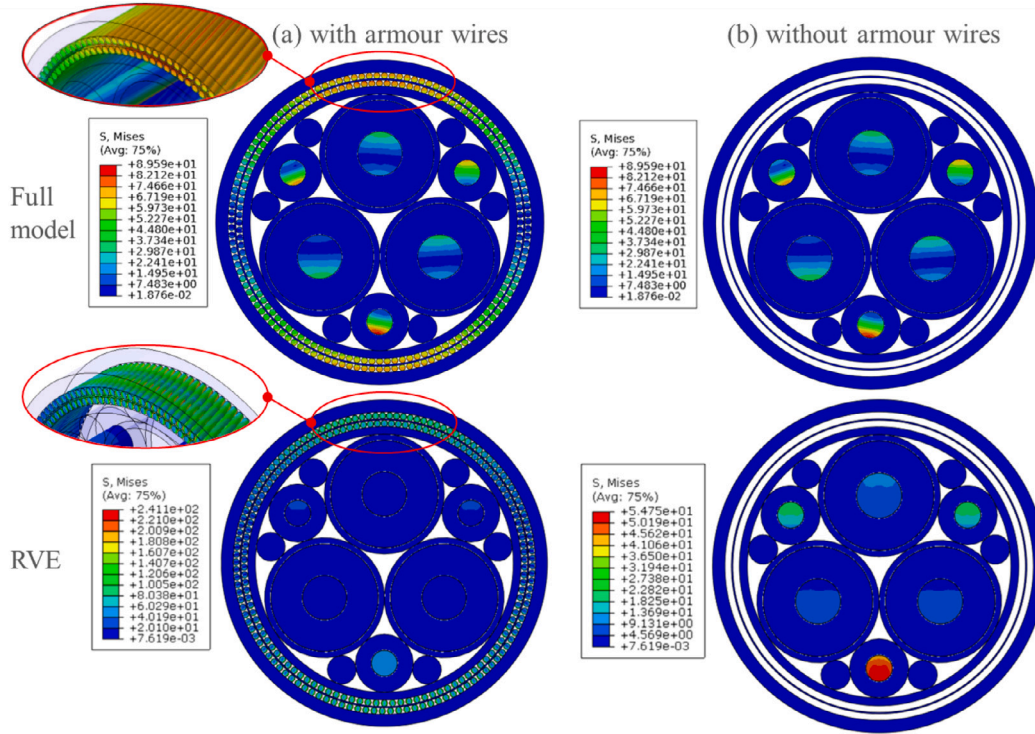 (a) with armour wires
(b) without armour wires
Full
model
S, Mises
(Avg: 75%)
+8.959e+01
+8.212e+01
+7.466e+01
+6.719e+01
+5.973e+01
+5.227e+01
+4.480e+01
+3.734e+01
+2.987e+01
+2.241e+01
+1.495e+01
+7.483e+00
+1.876e-02
S, Mises
(Avg: 75%)
+8.959e+01
+8.212e+01
+7.466e+01
+6.719e+01
+5.973e+01
+5.227e+01
+4.480e+01
+3.734e+01
+2.987e+01
+2.241e+01
+1.495e+01
+7.483e+00
+1.876e-02
RVE
S, Mises
(Avg: 75%)
+2.411e+02
+2.210e+02
+2.009e+02
+1.808e+02
+1.607e+02
+1.407e+02
+1.206e+02
+1.005e+02
+8.038e+01
+6.029e+01
+4.019e+01
+2.010e+01
+7.619e-03
S, Mises
(Avg: 75%)
+5.475e+01
+5.019e+01
+4.562e+01
+4.106e+01
+3.650e+01
+3.194e+01
+2.738e+01
+2.282e+01
+1.825e+01
+1.369e+01
+9.131e+00
+4.569e+00
+7.619e-03